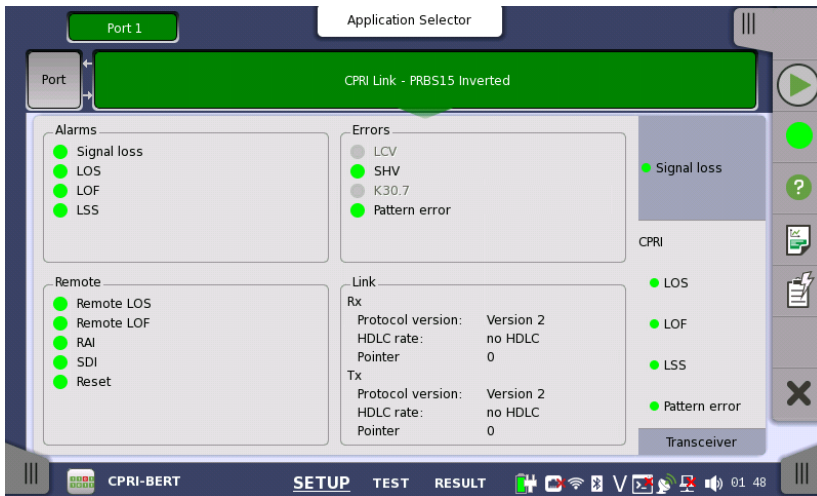 Port 1
Application Selector
Port
CPRI Link - PRBS15 Inverted
Alarms
Signal loss
LOS
LOF
LSS
Errors
LCV
SHV
K30.7
Pattern error
Remote
Remote LOS
Remote LOF
RAI
SDI
Reset
Link
Rx
Protocol version: Version 2
HDLC rate: no HDLC
Pointer 0
Tx
Protocol version: Version 2
HDLC rate: no HDLC
Pointer 0
Signal loss
CPRI
LOS
LOF
LSS
Pattern error
Transceiver
?
CPRI-BERT
SETUP TEST RESULT
V
01 48